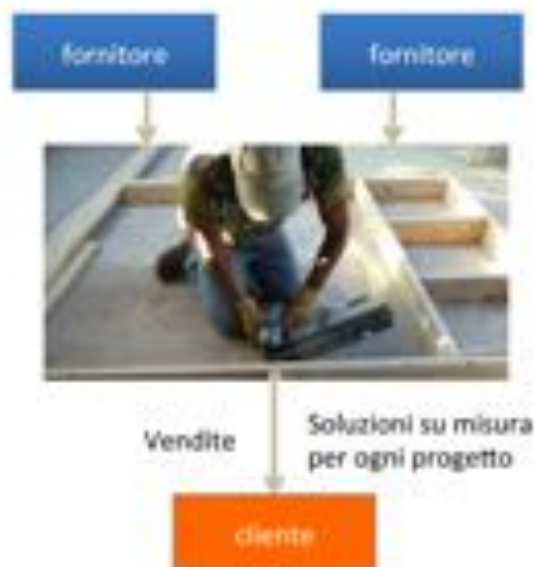 fornitore
fornitore
Vendite
Soluzioni su misura
per ogni progetto
cliente